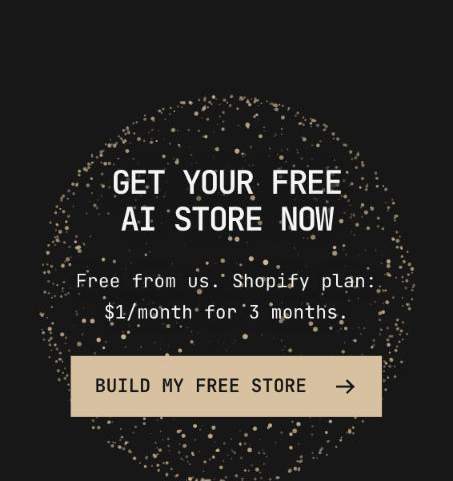 GET YOUR FREE
AI STORE NOW
Free from us. Shopify plan:
$1/month for 3 months.
BUILD MY FREE STORE →